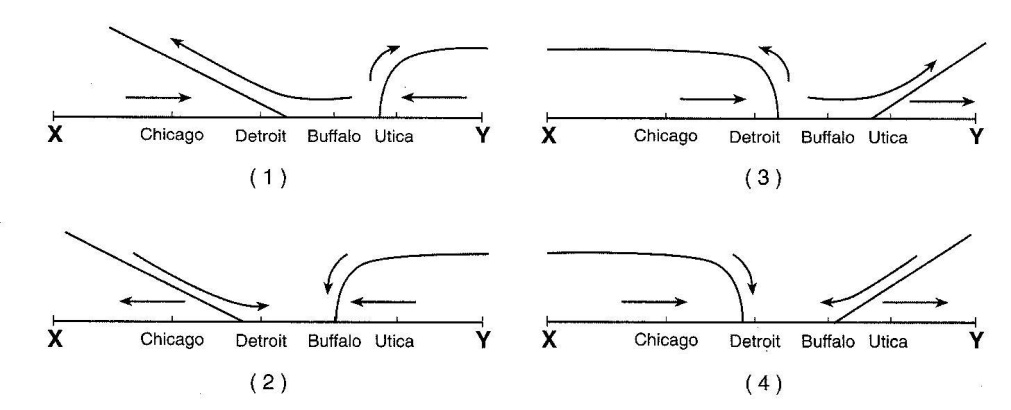 X Chicago Detroit Buffalo Utica Y
(1)
X Chicago Detroit Buffalo Utica Y
(3)
X Chicago Detroit Buffalo Utica Y
(2)
X Chicago Detroit Buffalo Utica Y
(4)